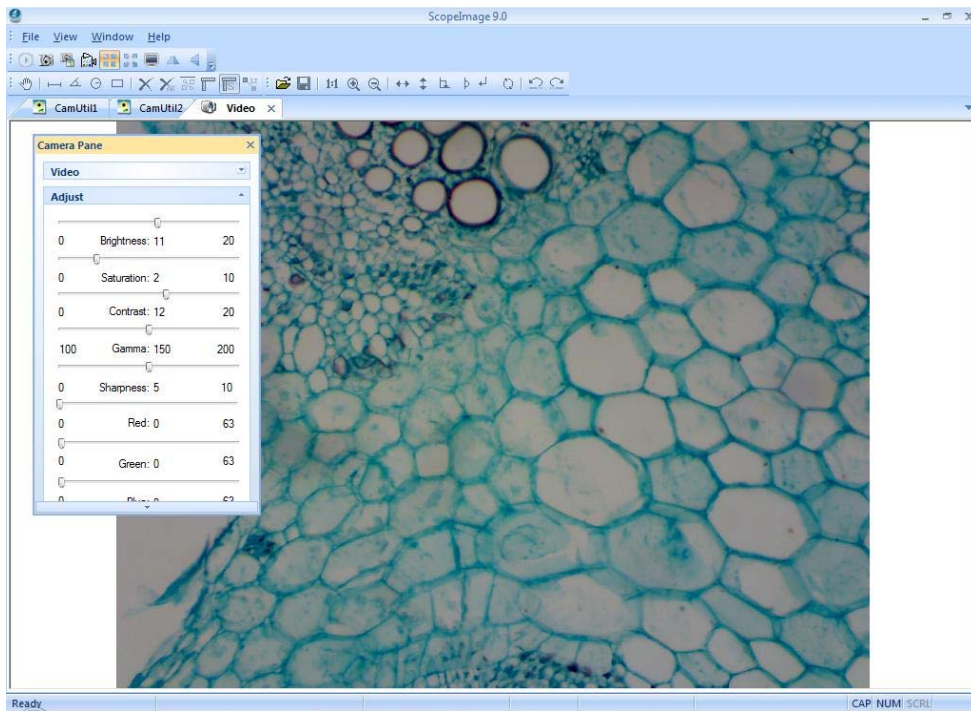 ScopeImage 9.0
File View Window Help
1:1
CamUtil1 CamUtil2 Video
Camera Pane
Video
Adjust
0 Brightness: 11 20
0 Saturation: 2 10
0 Contrast: 12 20
100 Gamma: 150 200
0 Sharpness: 5 10
0 Red: 0 63
0 Green: 0 63
Ready CAP NUM SCRL